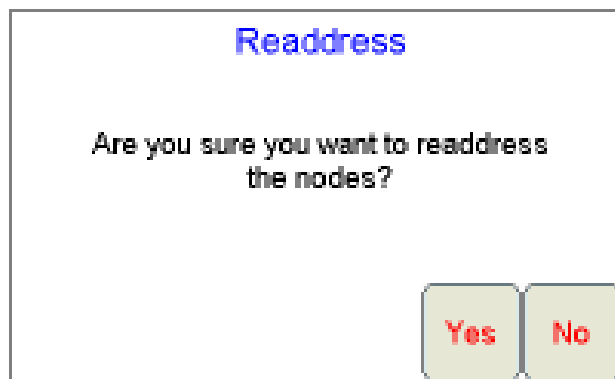 Readdress
Are you sure you want to readdress
the nodes?
Yes No